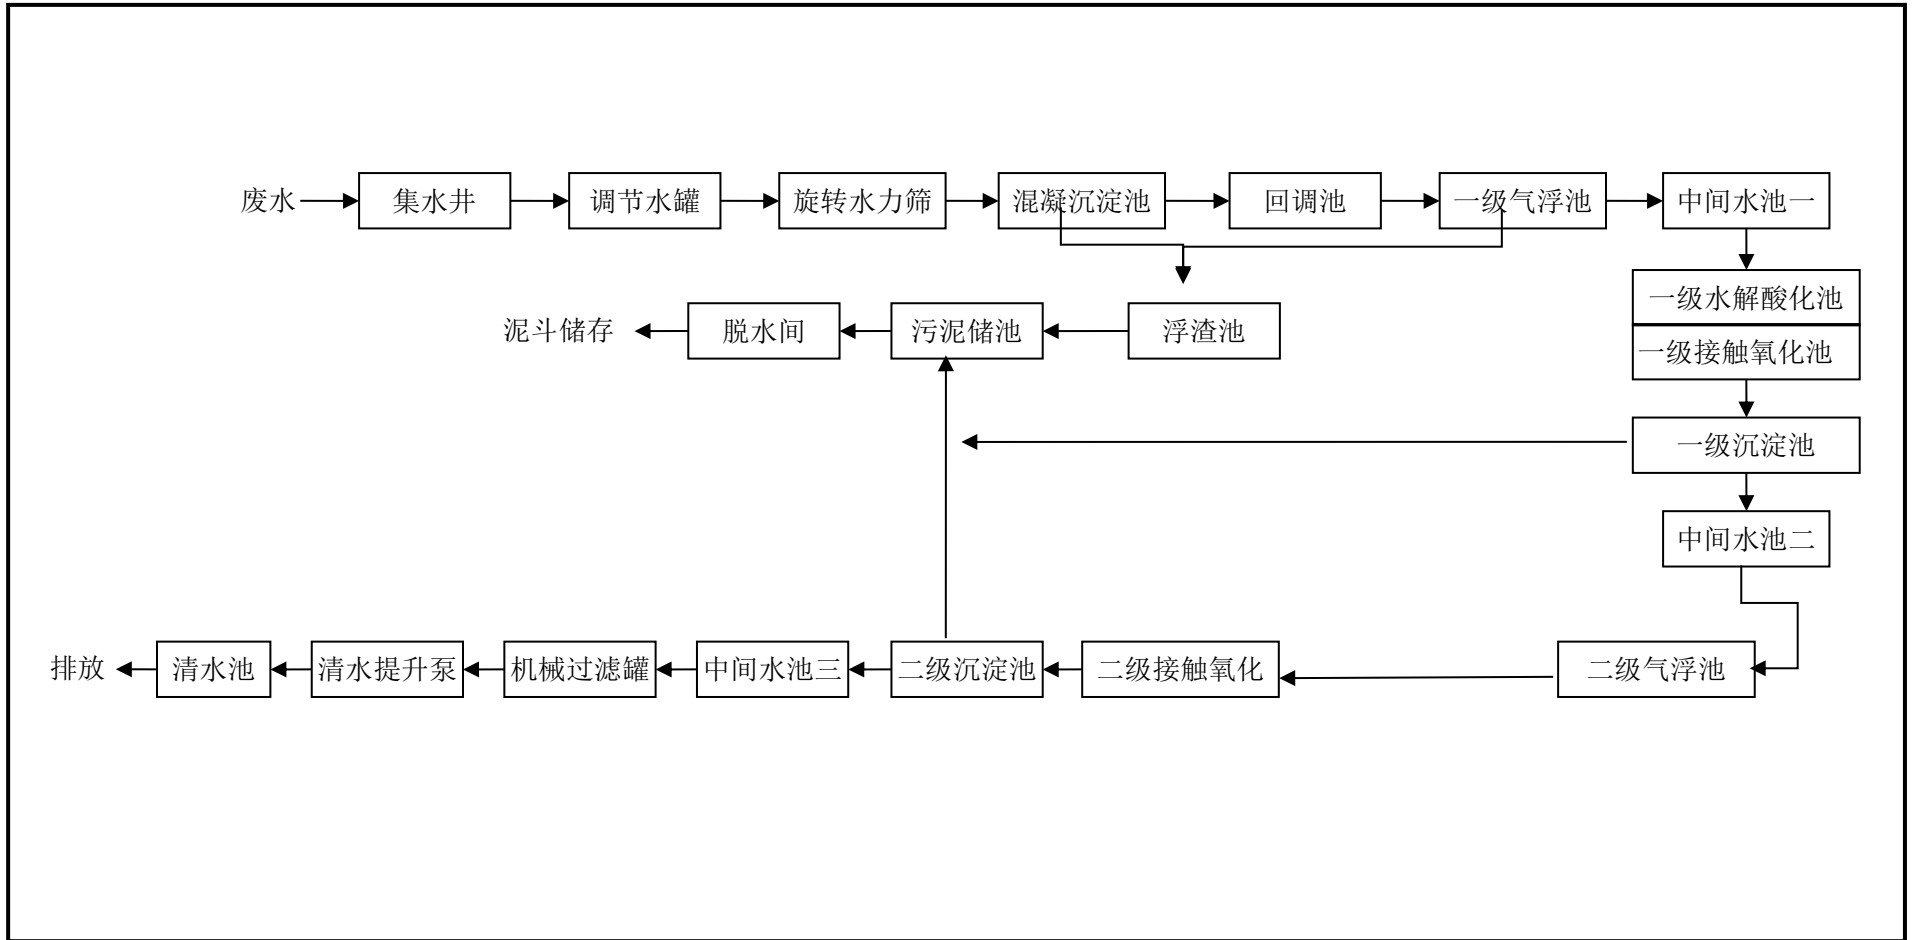 废水
集水井
调节水罐
旋转水力筛
混凝沉淀池
回调池
一级气浮池
中间水池一
一级水解酸化池
泥斗储存
脱水间
污泥储池
浮渣池
一级接触氧化池
一级沉淀池
中间水池二
排放
清水池
清水提升泵
机械过滤罐
中间水池三
二级沉淀池
二级接触氧化
二级气浮池